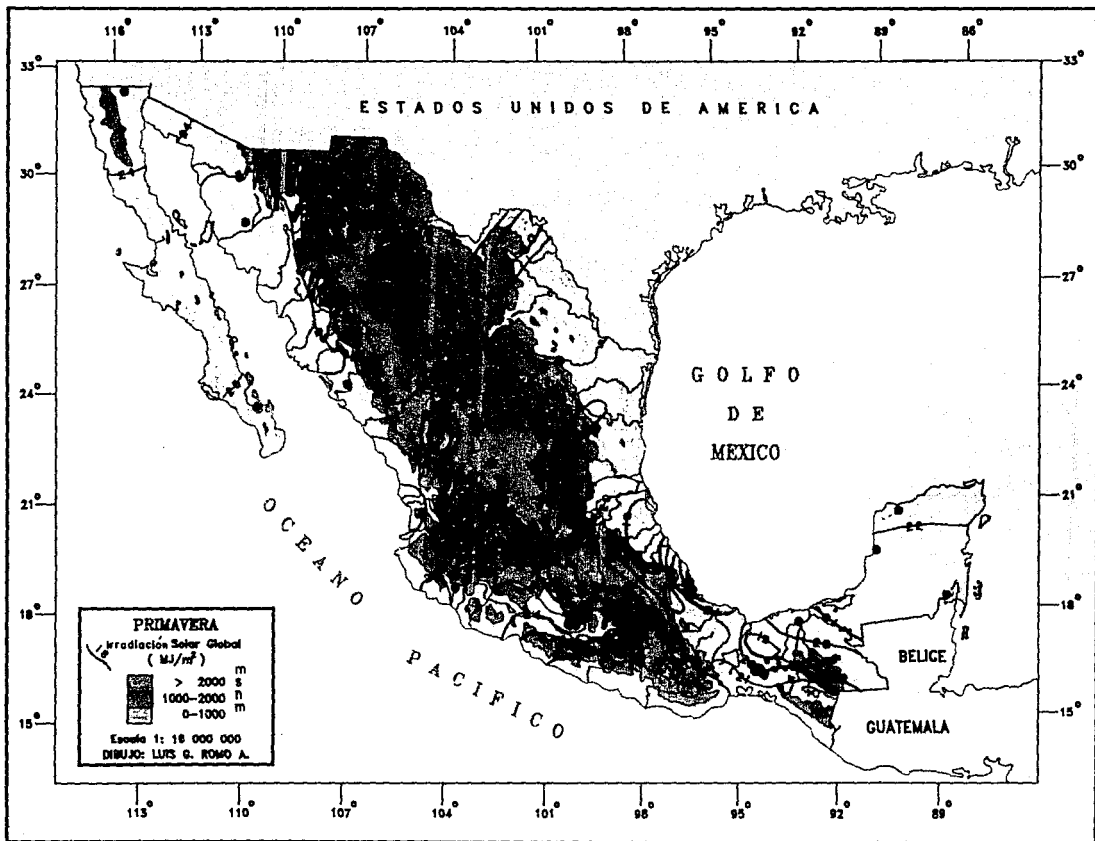 116° 113° 110° 107° 104° 101° 98° 95° 92° 89° 86°
33° 33°
ESTADOS UNIDOS DE AMERICA
30° 30°
24
27° 27°
GOLFO
DE
MEXICO
24° 24°
21° 21°
22
OCEANO
PACIFICO
18° 18°
BELICE
GUATEMALA
15° 15°
PRIMAVERA
18
Irradiación Solar Global
( MJ/m² )
> 2000
1000-2000
0-1000
m s n m
Escala 1: 16 000 000
DIBUJO: LUIS G. ROMO A.
113° 110° 107° 104° 101° 98° 95° 92° 89°